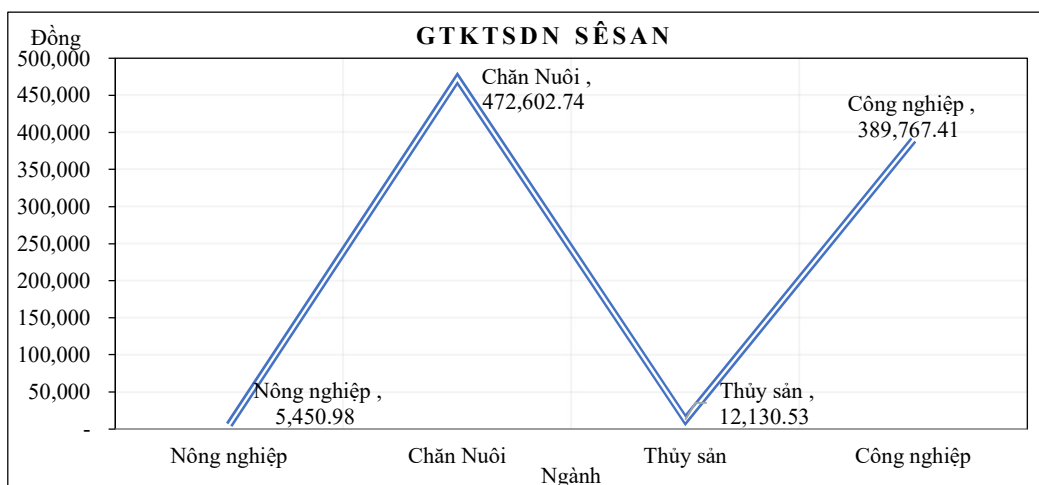 Đồng
GTKTSDN SÊSAN
500,000
450,000
400,000
350,000
300,000
250,000
200,000
150,000
100,000
50,000
-
Chăn Nuôi ,
472,602.74
Công nghiệp ,
389,767.41
Nông nghiệp ,
5,450.98
Thủy sản ,
12,130.53
Nông nghiệp
Chăn Nuôi
Thủy sản
Công nghiệp
Ngành